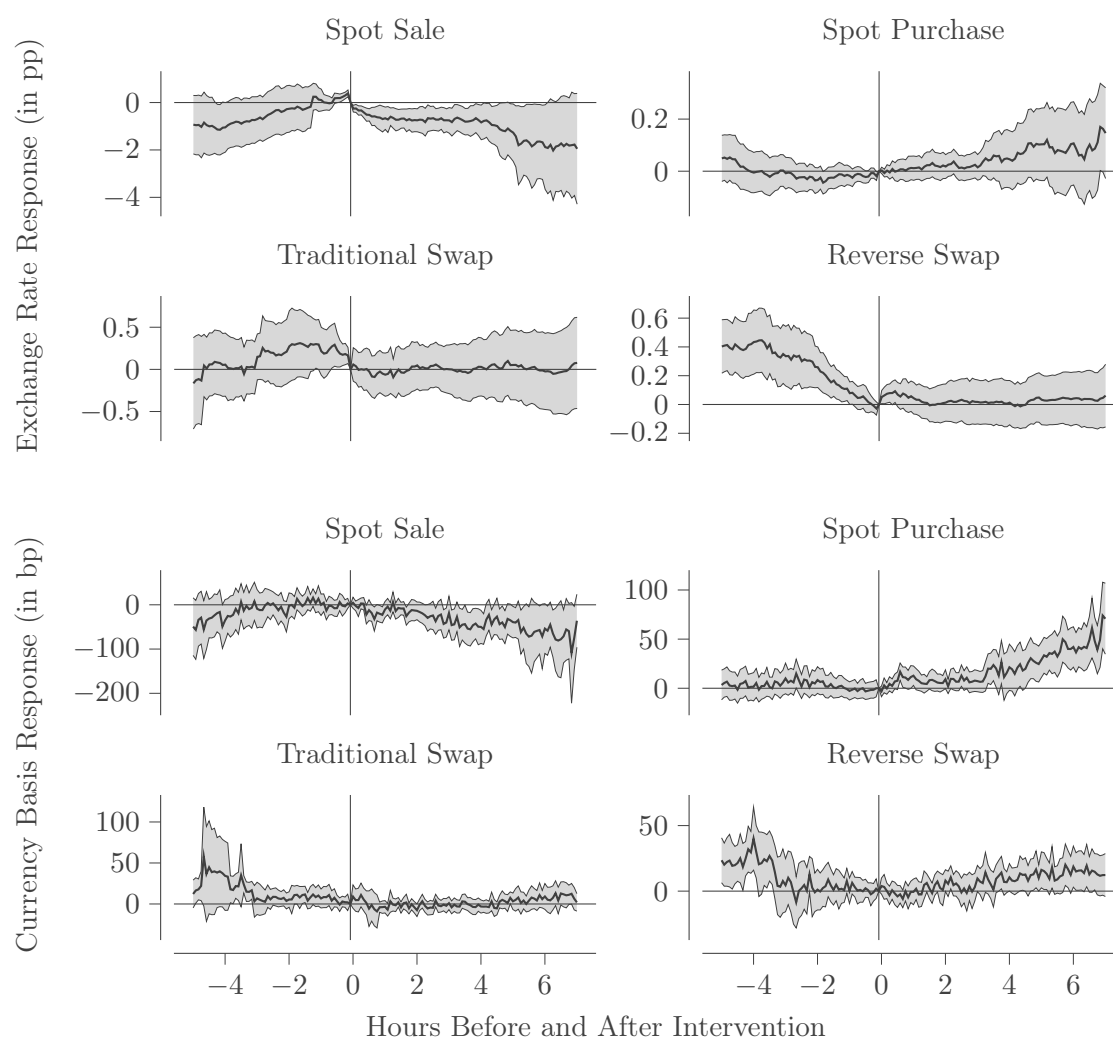 Spot Sale
Spot Purchase
Exchange Rate Response (in pp)
0
−2
−4
0.2
0
Traditional Swap
Reverse Swap
0.5
0
−0.5
0.6
0.4
0.2
0
−0.2
Spot Sale
Spot Purchase
Currency Basis Response (in bp)
0
−100
−200
100
50
0
Traditional Swap
Reverse Swap
100
50
0
50
0
−4 −2 0 2 4 6
−4 −2 0 2 4 6
Hours Before and After Intervention